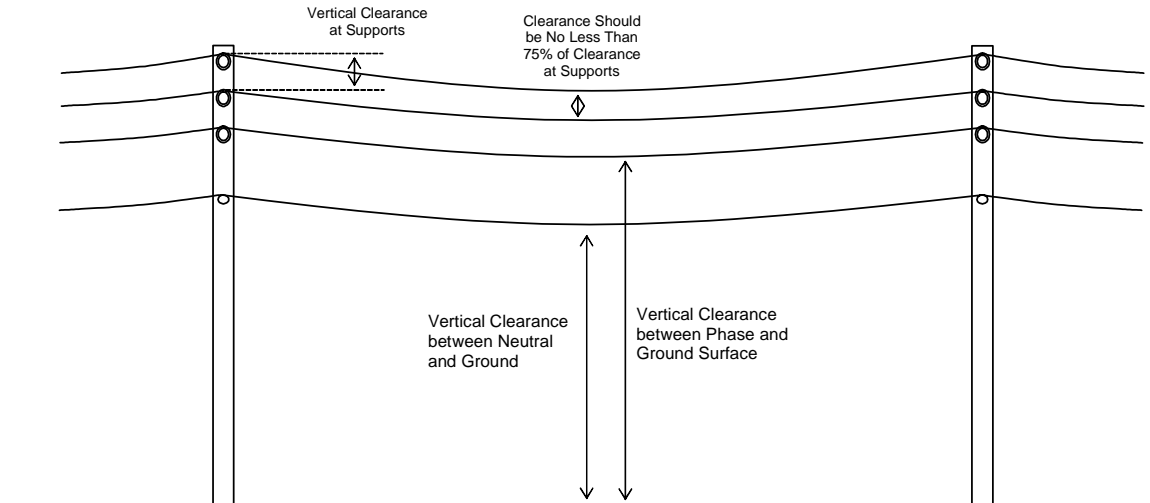 Vertical Clearance
at Supports
Clearance Should
be No Less Than
75% of Clearance
at Supports
Vertical Clearance
between Neutral
and Ground
Vertical Clearance
between Phase and
Ground Surface